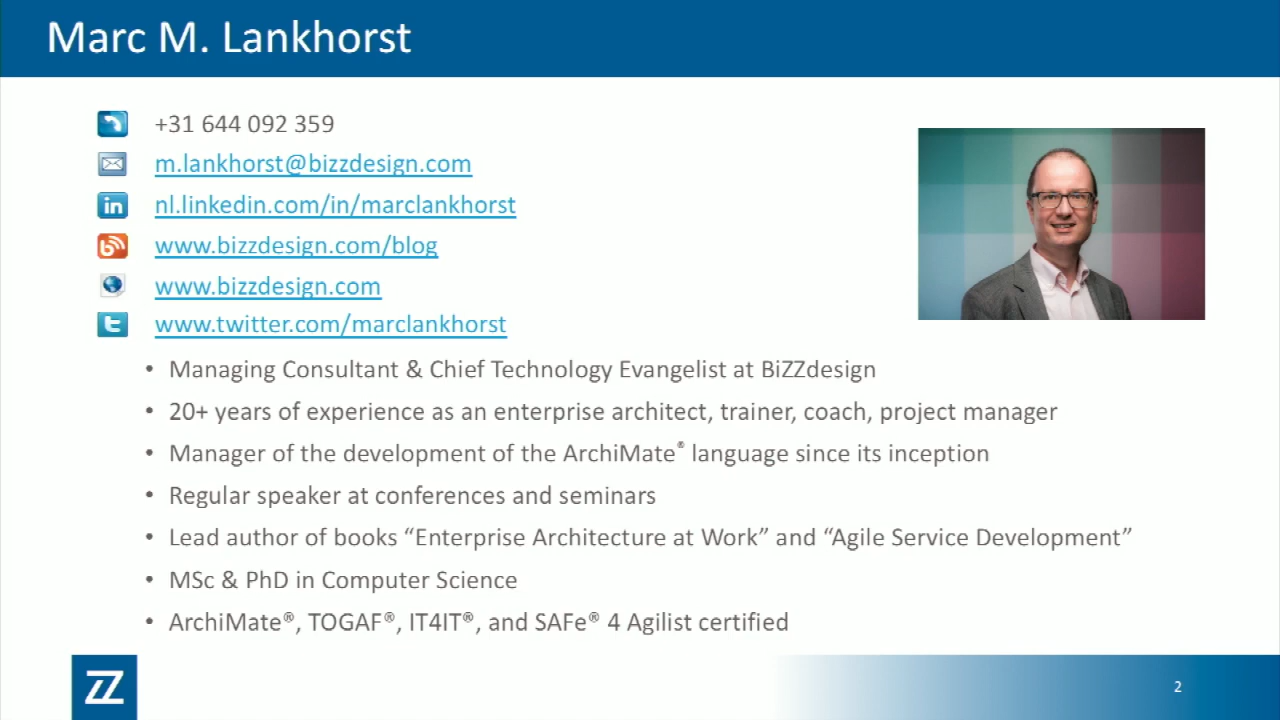 Marc M. Lankhorst
+31 644 092 359
m.lankhorst@bizzdesign.com
in nl.linkedin.com/in/marclankhorst
www.bizzdesign.com/blog
www.bizzdesign.com
t www.twitter.com/marclankhorst
• Managing Consultant & Chief Technology Evangelist at BiZZdesign
• 20+ years of experience as an enterprise architect, trainer, coach, project manager
• Manager of the development of the ArchiMate® language since its inception
• Regular speaker at conferences and seminars
• Lead author of books “Enterprise Architecture at Work” and “Agile Service Development”
• MSc & PhD in Computer Science
• ArchiMate®, TOGAF®, IT4IT®, and SAFe® 4 Agilist certified
ZZ
2